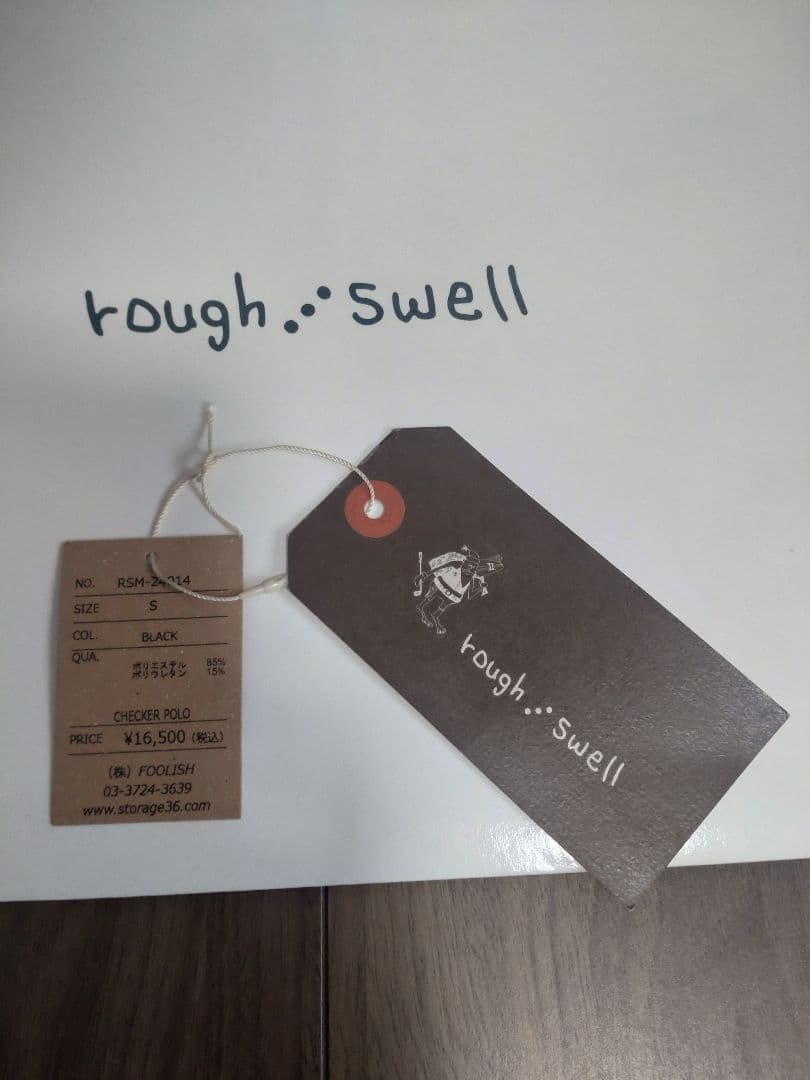 rough swell
NO. RSM-24014
SIZE S
COL. BLACK
QUA. ポリエステル 85%
ポリウレタン 15%
CHECKER POLO
PRICE ¥16,500 (税込)
(株) FOOLISH
03-3724-3639
www.storage36.com
rough swell